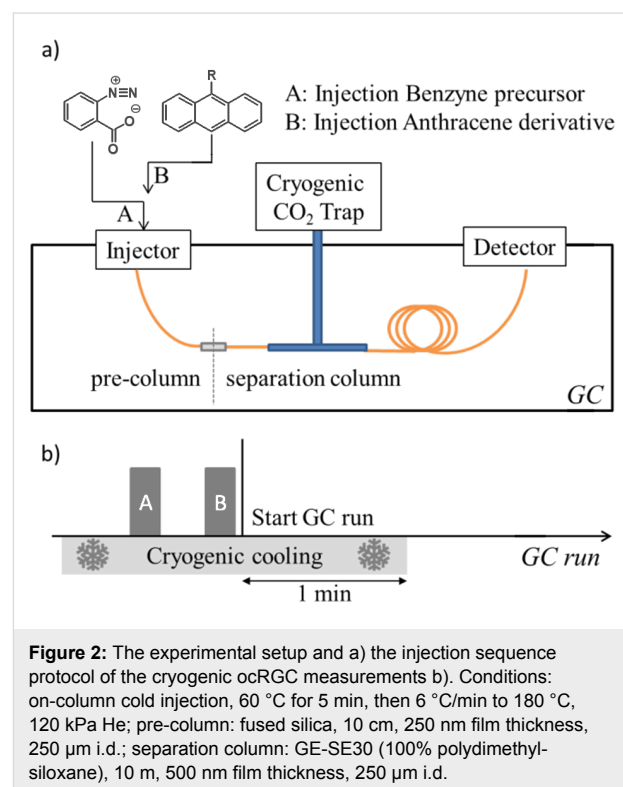 a)
R
N≡N
⊕
⊖
O
O
A: Injection Benzyne precursor
B: Injection Anthracene derivative
B
A
Cryogenic
CO₂ Trap
Injector
Detector
pre-column
separation column
GC
b)
A
B
Start GC run
Cryogenic cooling
GC run
1 min
Figure 2: The experimental setup and a) the injection sequence
protocol of the cryogenic ocRGC measurements b). Conditions:
on-column cold injection, 60 °C for 5 min, then 6 °C/min to 180 °C,
120 kPa He; pre-column: fused silica, 10 cm, 250 nm film thickness,
250 µm i.d.; separation column: GE-SE30 (100% polydimethyl-
siloxane), 10 m, 500 nm film thickness, 250 µm i.d.